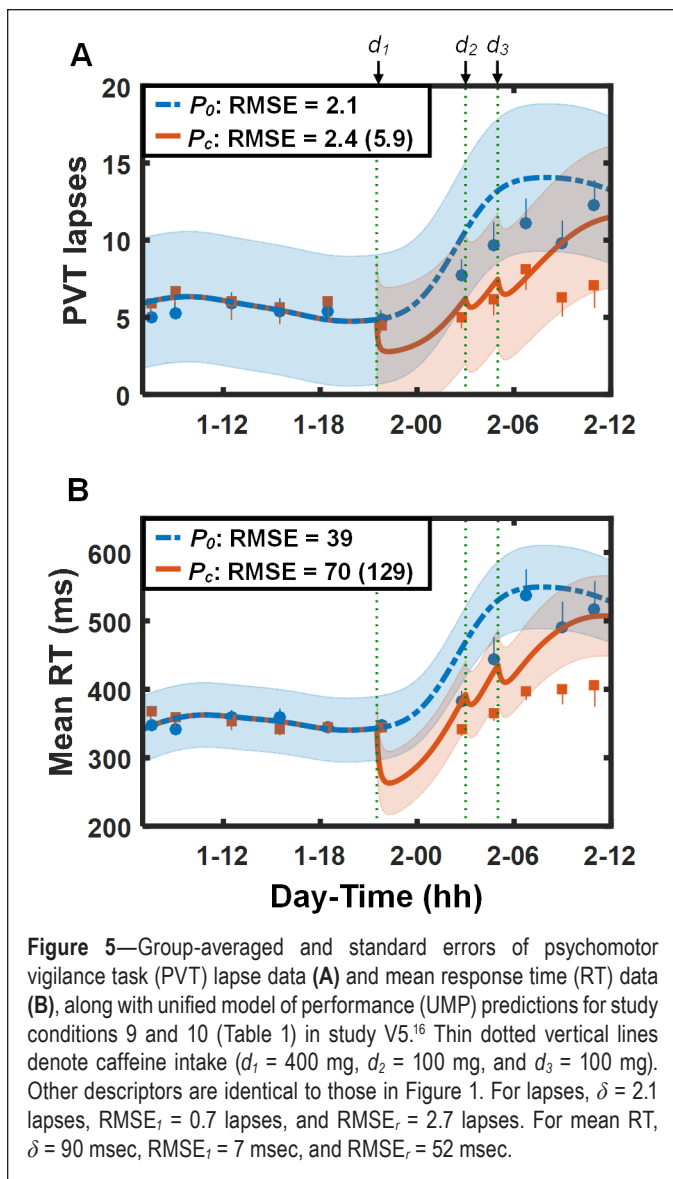 A
d1 d2 d3
20
15
10
5
0
PVT lapses
P0: RMSE = 2.1
Pc: RMSE = 2.4 (5.9)
1-12 1-18 2-00 2-06 2-12
B
600
500
400
300
200
Mean RT (ms)
P0: RMSE = 39
Pc: RMSE = 70 (129)
1-12 1-18 2-00 2-06 2-12
Day-Time (hh)
Figure 5—Group-averaged and standard errors of psychomotor
vigilance task (PVT) lapse data (A) and mean response time (RT) data
(B), along with unified model of performance (UMP) predictions for study
conditions 9 and 10 (Table 1) in study V5.16 Thin dotted vertical lines
denote caffeine intake (d1 = 400 mg, d2 = 100 mg, and d3 = 100 mg).
Other descriptors are identical to those in Figure 1. For lapses, δ = 2.1
lapses, RMSE1 = 0.7 lapses, and RMSEr = 2.7 lapses. For mean RT,
δ = 90 msec, RMSE1 = 7 msec, and RMSEr = 52 msec.